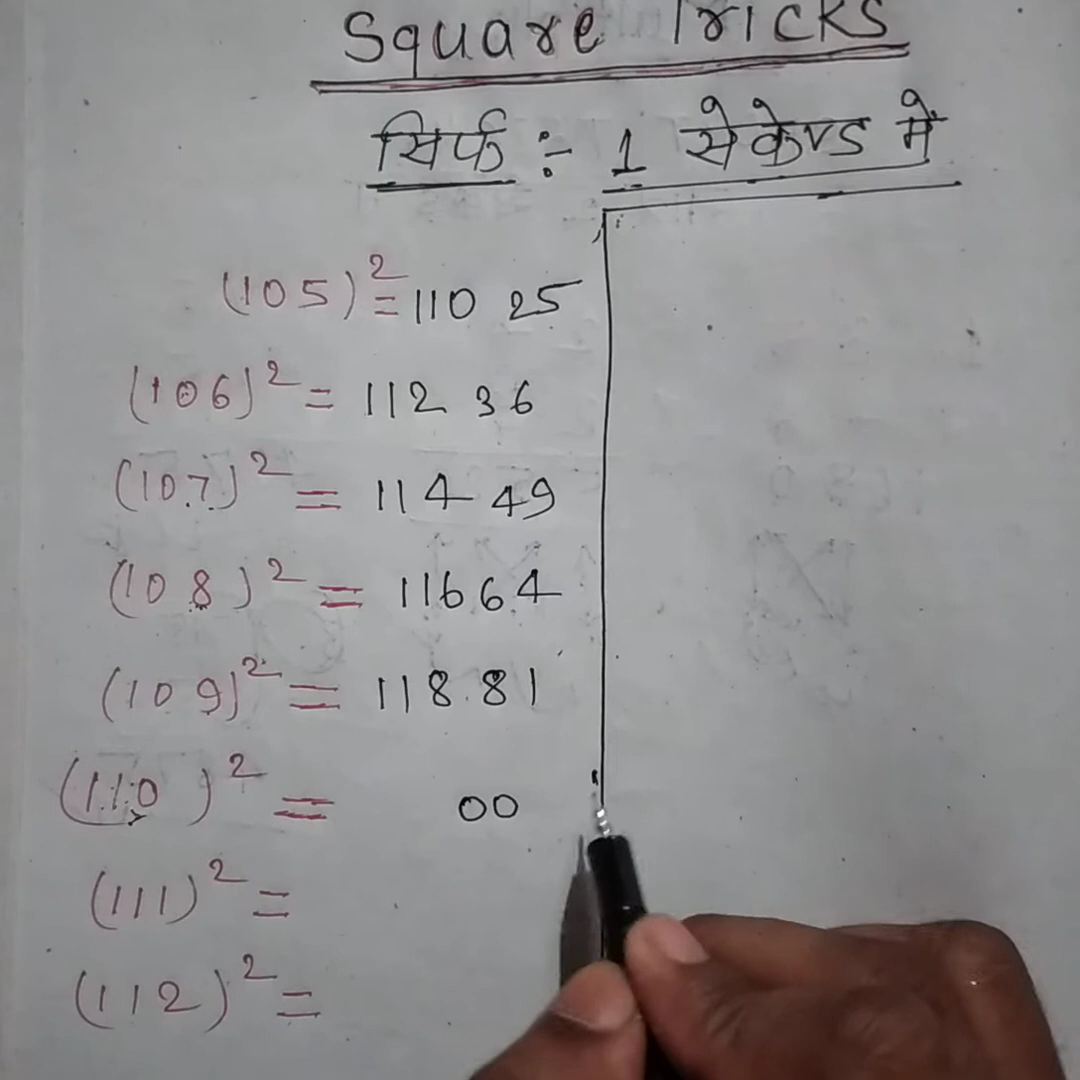 Square Tricks
सिर्फ :- 1 सेकेण्ड में
(105)² = 110 25
(106)² = 112 36
(107)² = 114 49
(108)² = 11664
(109)² = 118.81
(110)² = 00
(111)² =
(112)² =